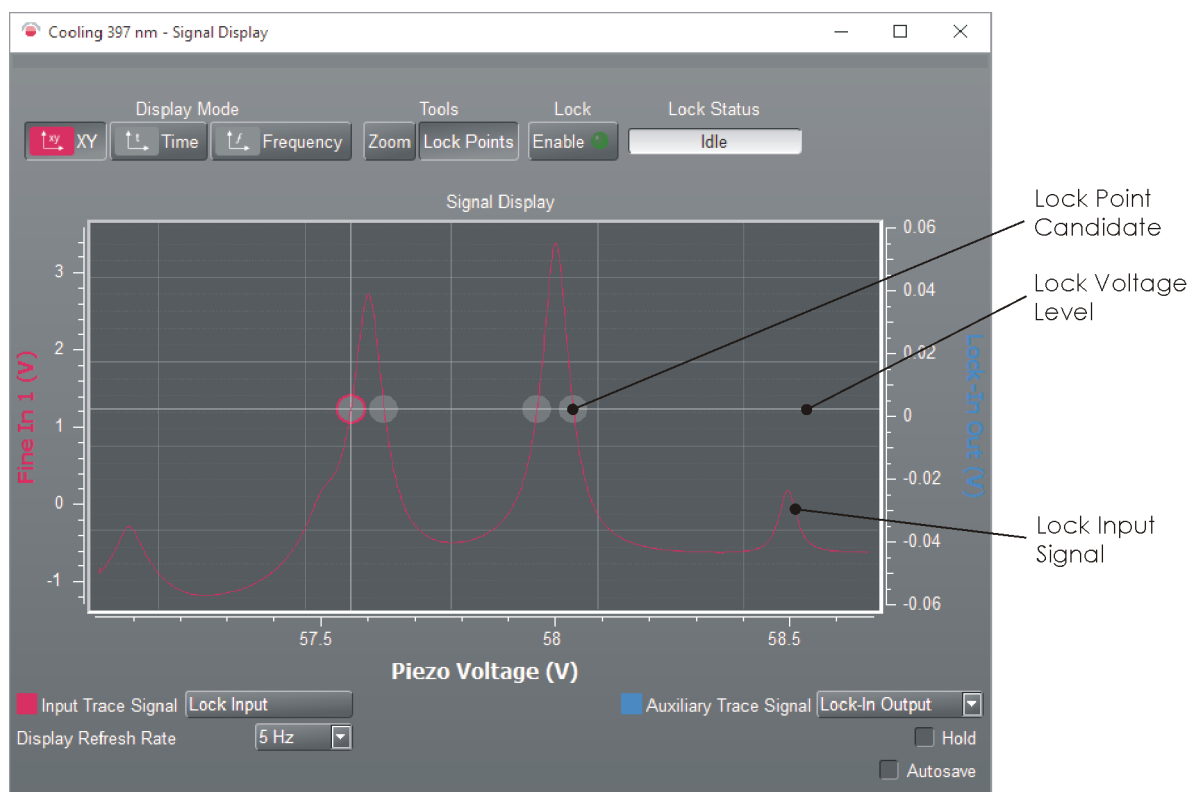 Cooling 397 nm - Signal Display
Display Mode
Tools
Lock
Lock Status
xy XY
t Time
f Frequency
Zoom
Lock Points
Enable
Idle
Signal Display
Lock Point
Candidate
Lock Voltage
Level
Lock Input
Signal
Fine In 1 (V)
3
2
1
0
-1
0.06
0.04
0.02
0
-0.02
-0.04
-0.06
Lock-In Out (V)
57.5
58
58.5
Piezo Voltage (V)
Input Trace Signal
Lock Input
Auxiliary Trace Signal
Lock-In Output
Display Refresh Rate
5 Hz
Hold
Autosave